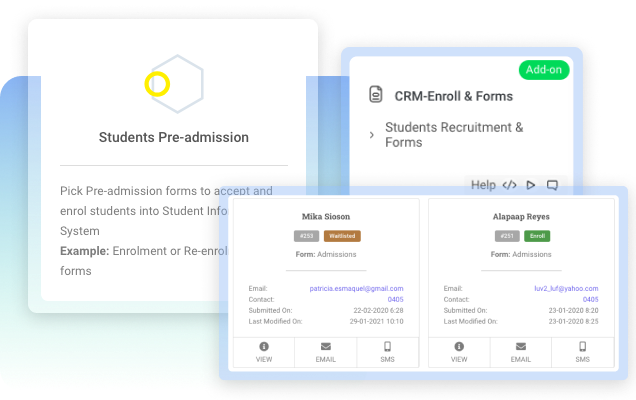 Students Pre-admission
Pick Pre-admission forms to accept and
enrol students into Student Info
System
Example: Enrolment or Re-enrol
forms
Add-on
CRM-Enroll & Forms
Students Recruitment &
Forms
Help
Mika Sioson
#253 Waitlisted
Form: Admissions
Email: patricia.esmaquel@gmail.com
Contact: 0405
Submitted On: 22-02-2020 6:28
Last Modified On: 29-01-2021 10:10
VIEW EMAIL SMS
Alapaap Reyes
#251 Enroll
Form: Admissions
Email: luv2_luf@yahoo.com
Contact: 0405
Submitted On: 23-01-2020 8:20
Last Modified On: 23-01-2020 8:25
VIEW EMAIL SMS